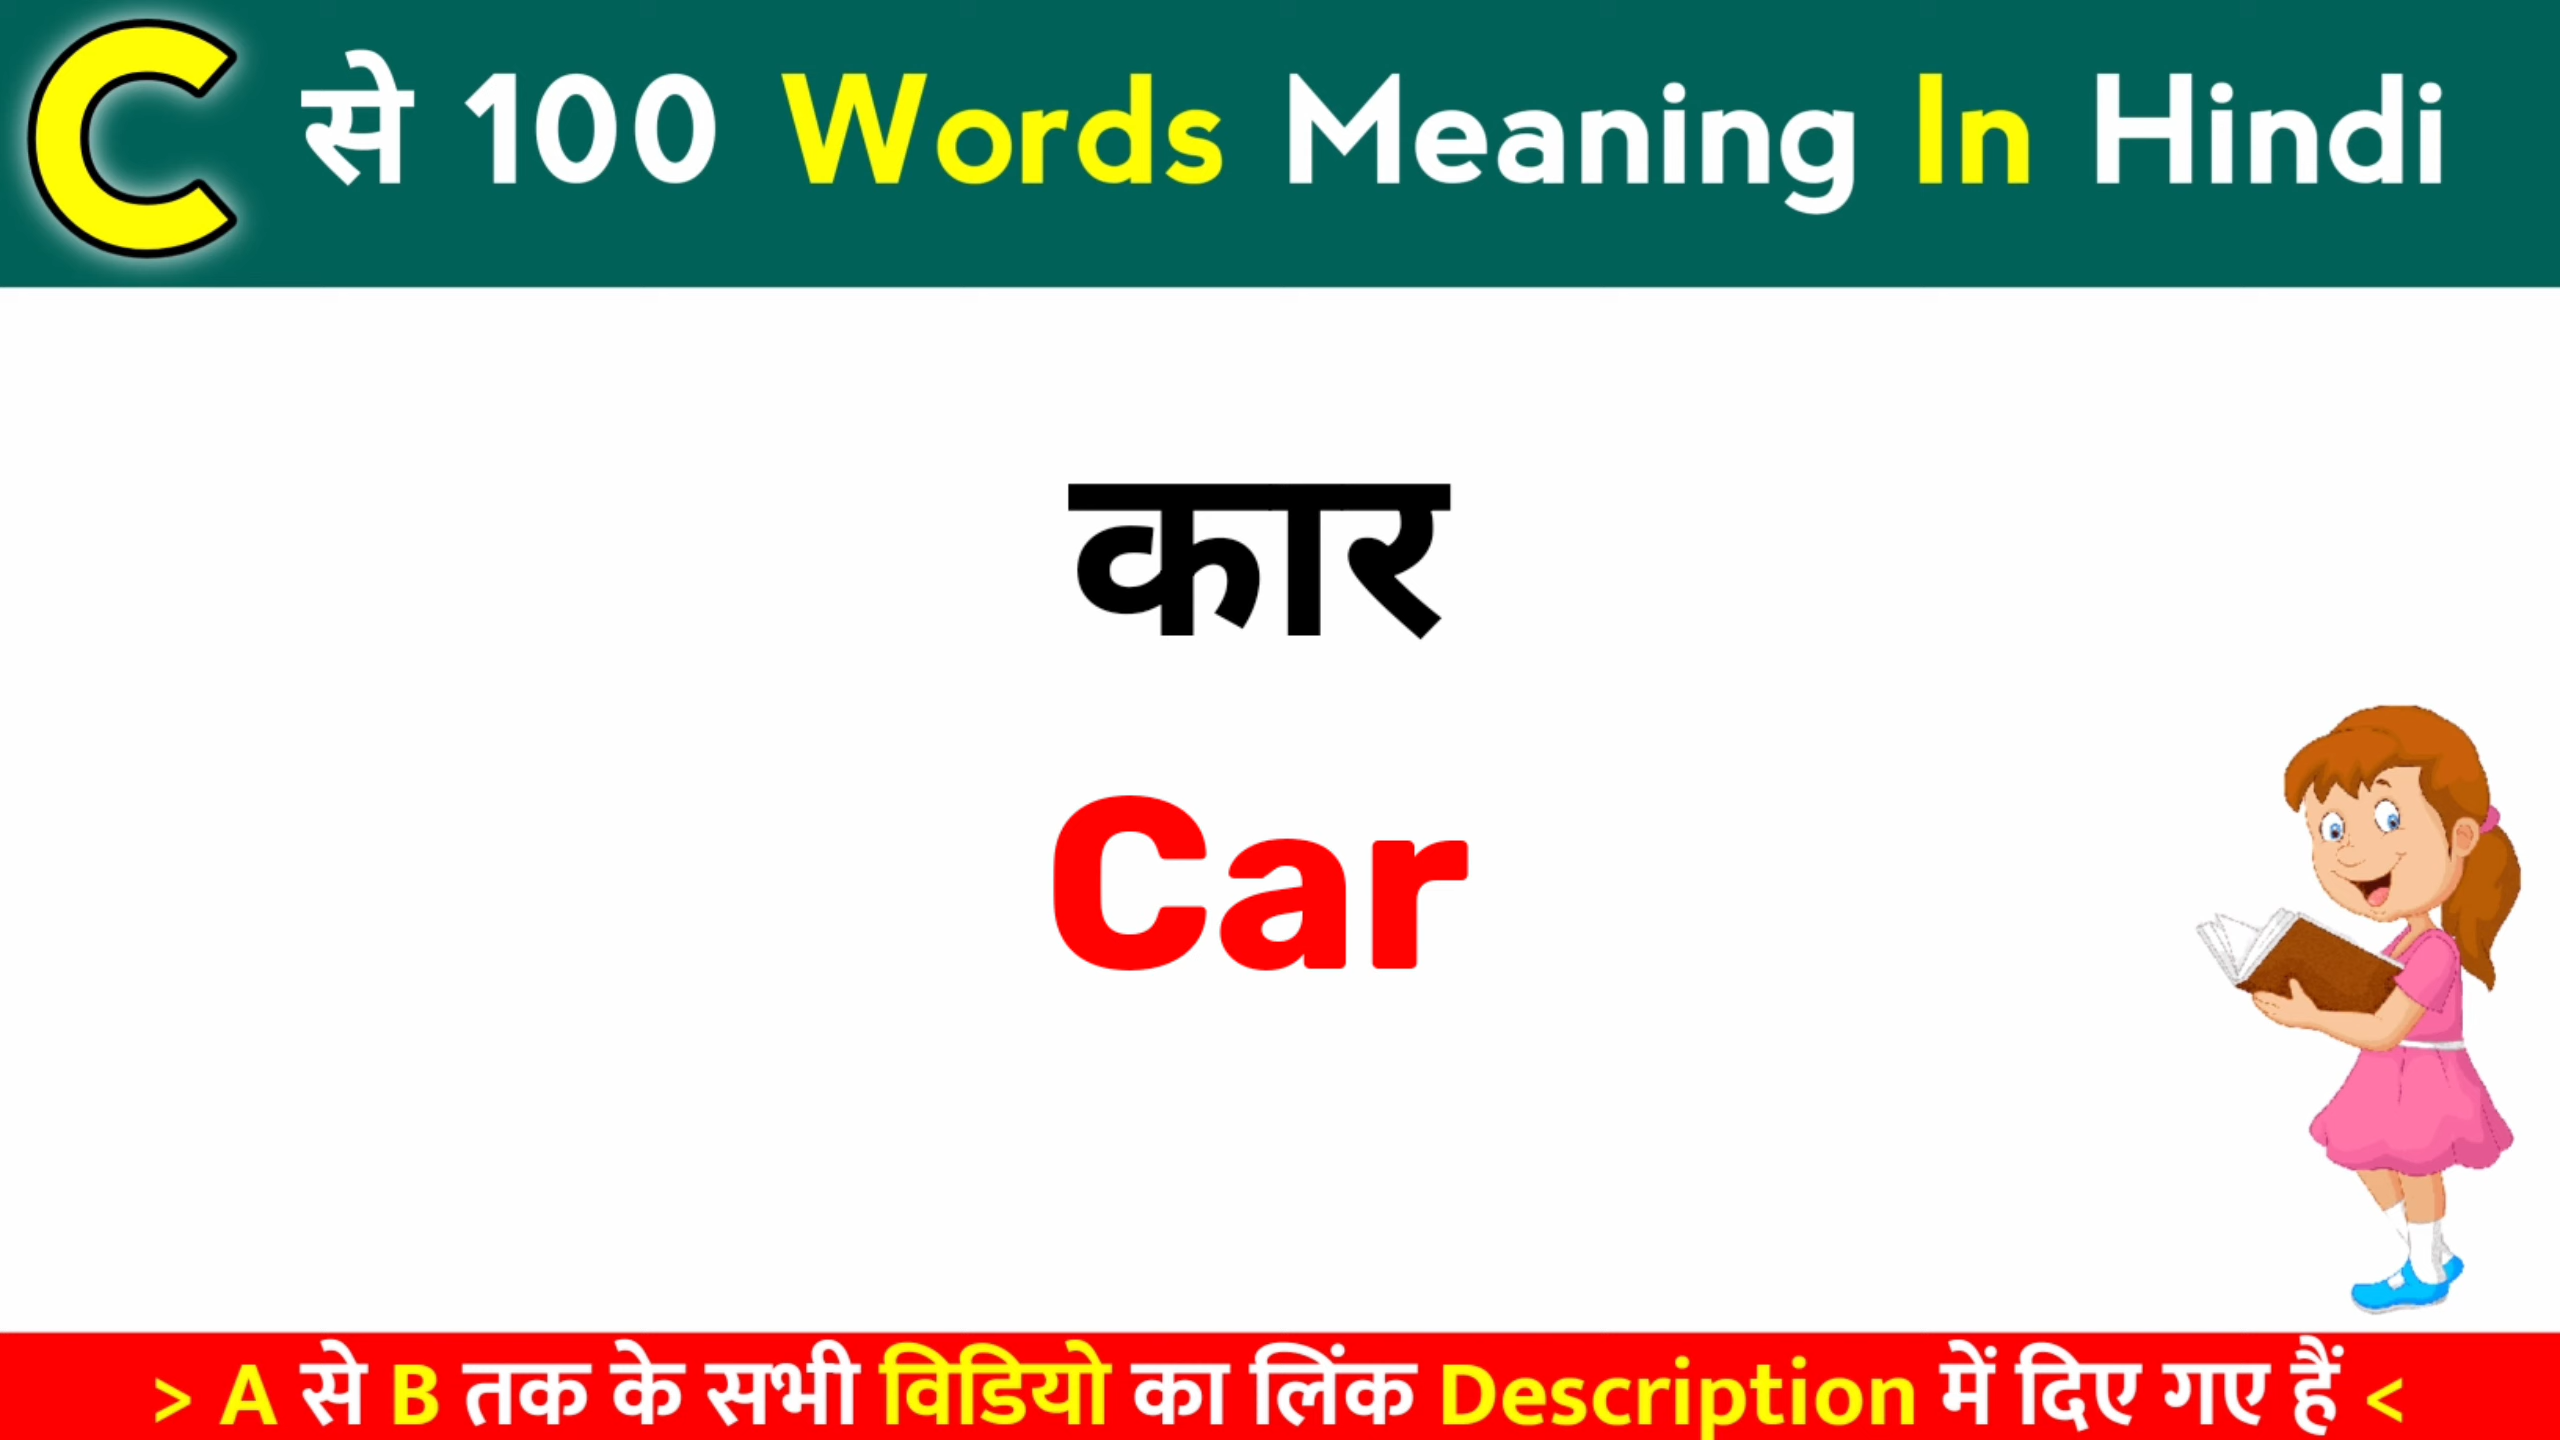 C से 100 Words Meaning In Hindi
कार
Car
> A से B तक के सभी विडियो का लिंक Description में दिए गए हैं <